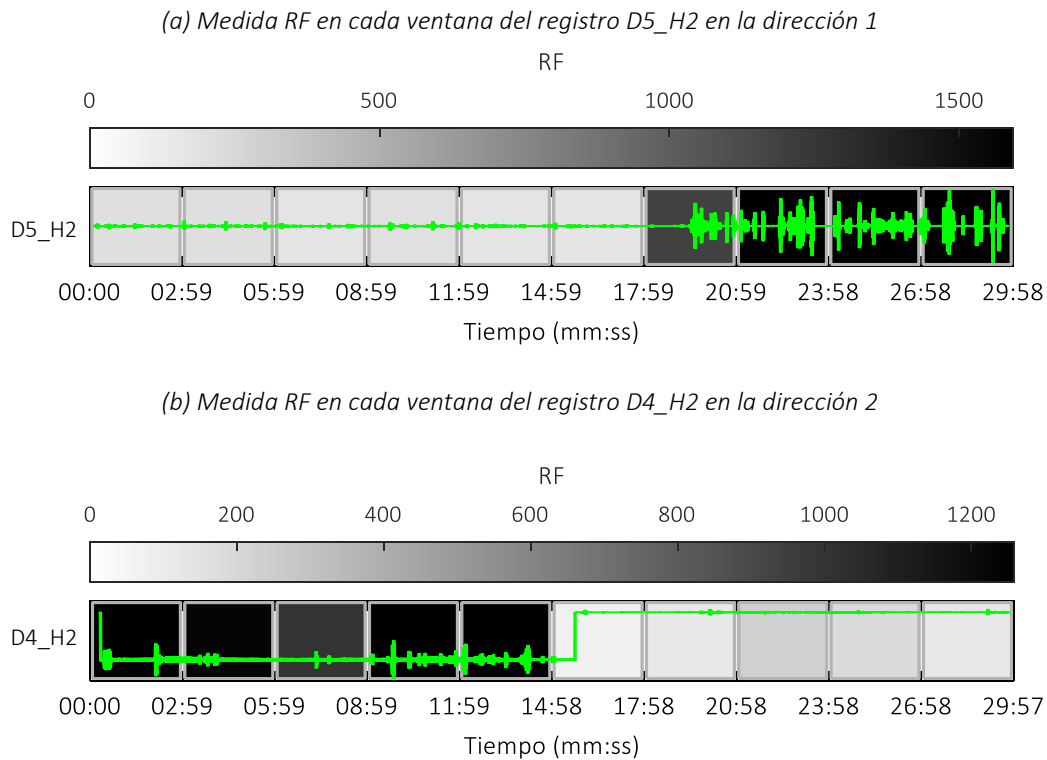 (a) Medida RF en cada ventana del registro D5_H2 en la dirección 1
RF
0 500 1000 1500
D5_H2
00:00 02:59 05:59 08:59 11:59 14:59 17:59 20:59 23:58 26:58 29:58
Tiempo (mm:ss)
(b) Medida RF en cada ventana del registro D4_H2 en la dirección 2
RF
0 200 400 600 800 1000 1200
D4_H2
00:00 02:59 05:59 08:59 11:59 14:58 17:58 20:58 23:58 26:58 29:57
Tiempo (mm:ss)